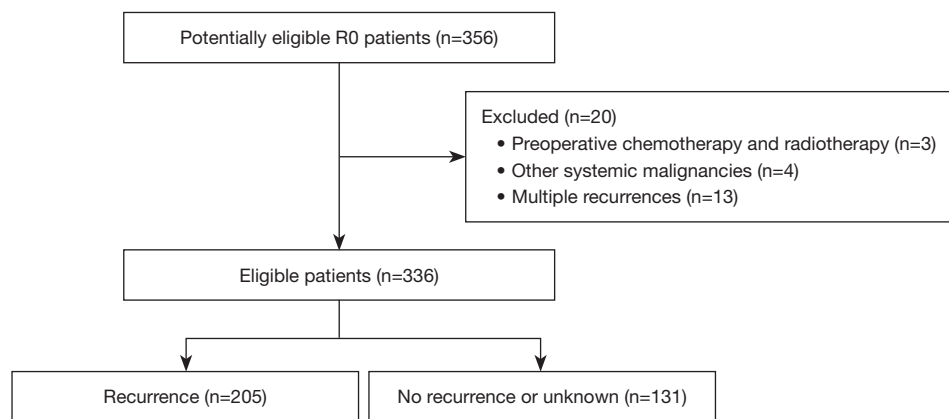 Potentially eligible R0 patients (n=356)
Excluded (n=20)
• Preoperative chemotherapy and radiotherapy (n=3)
• Other systemic malignancies (n=4)
• Multiple recurrences (n=13)
Eligible patients (n=336)
Recurrence (n=205)
No recurrence or unknown (n=131)